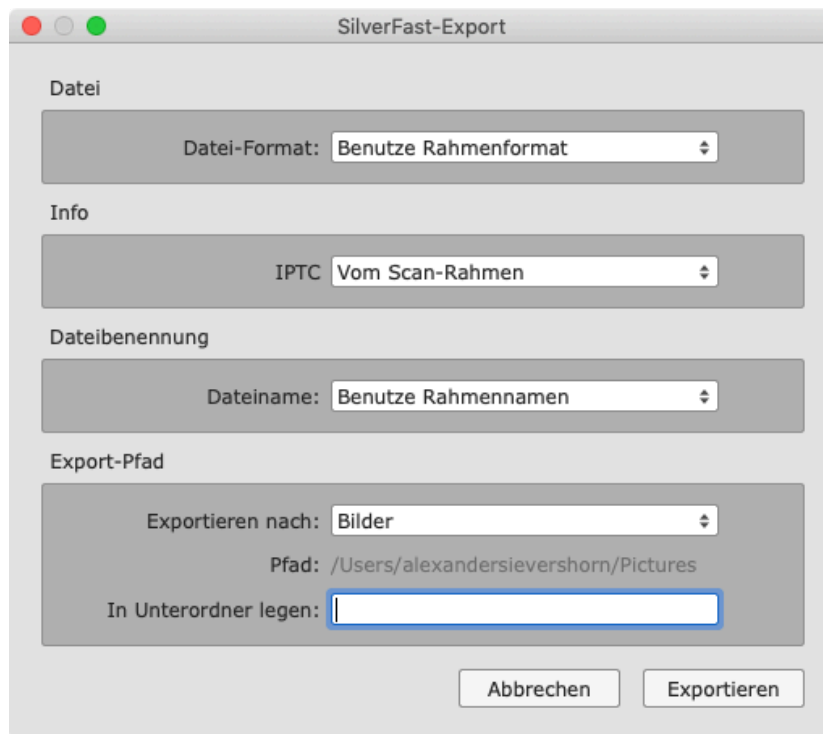 SilverFast-Export
Datei
Datei-Format: Benutze Rahmenformat
Info
IPTC Vom Scan-Rahmen
Dateibenennung
Dateiname: Benutze Rahmennamen
Export-Pfad
Exportieren nach: Bilder
Pfad: /Users/alexandersievershorn/Pictures
In Unterordner legen:
Abbrechen Exportieren